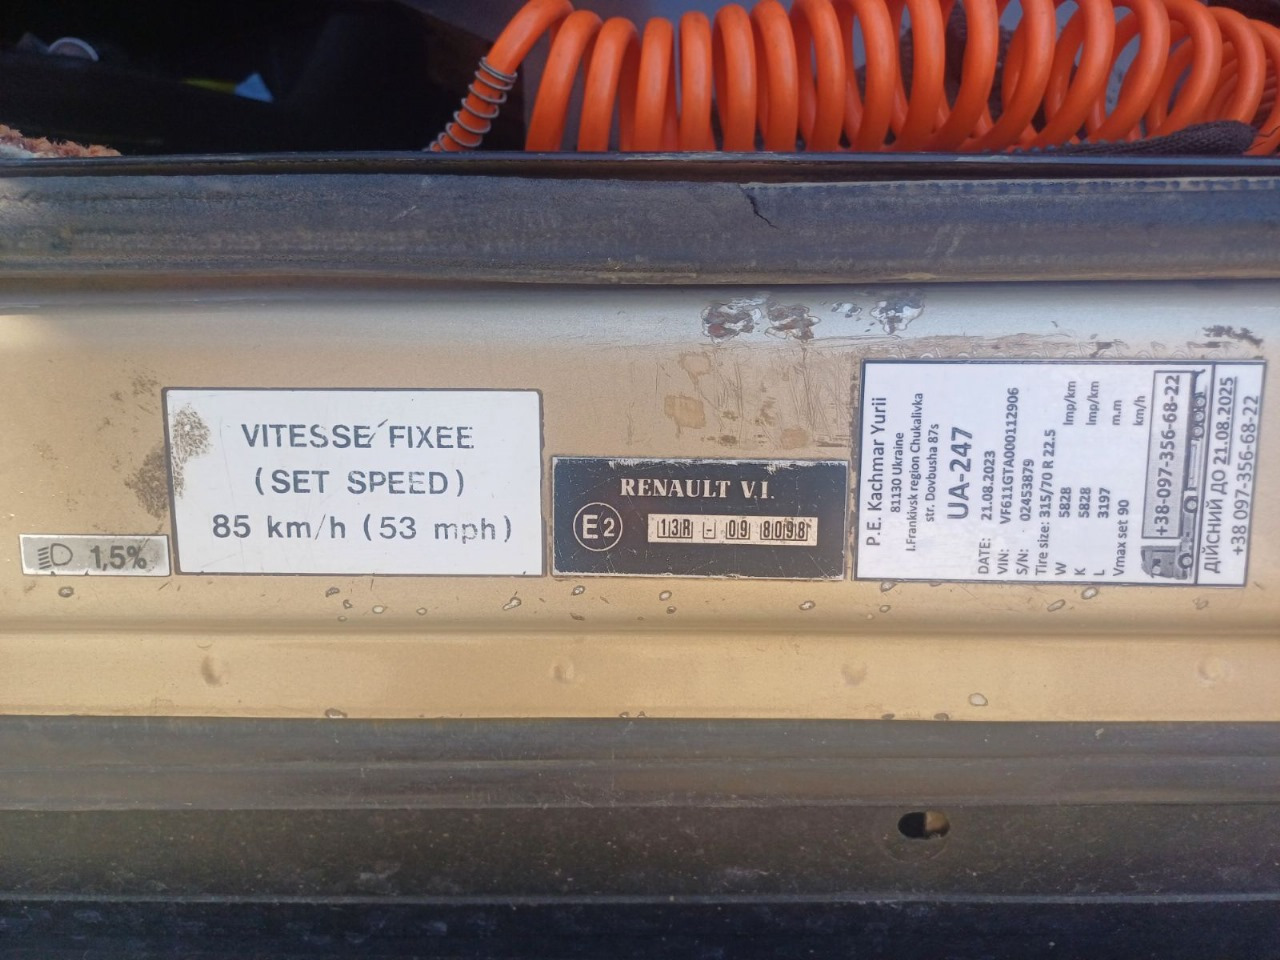 1,5%
VITESSE FIXEE
(SET SPEED)
85 km/h (53 mph)
RENAULT V.I.
E2
13R - 09 8098
P.E. Kachmar Yurii
81130 Ukraine
I.Frankivsk region Chukalivka
str. Dovbusha 87s
UA-247
DATE: 21.08.2023
VIN: VF611GTA000112906
S/N: 02453879
Tire size: 315/70 R 22.5
W 5828 Imp/km
K 5828 Imp/km
L 3197 m.m
Vmax set 90 km/h
+38-097-356-68-22
ДІЙСНИЙ ДО 21.08.2025
+38 097-356-68-22